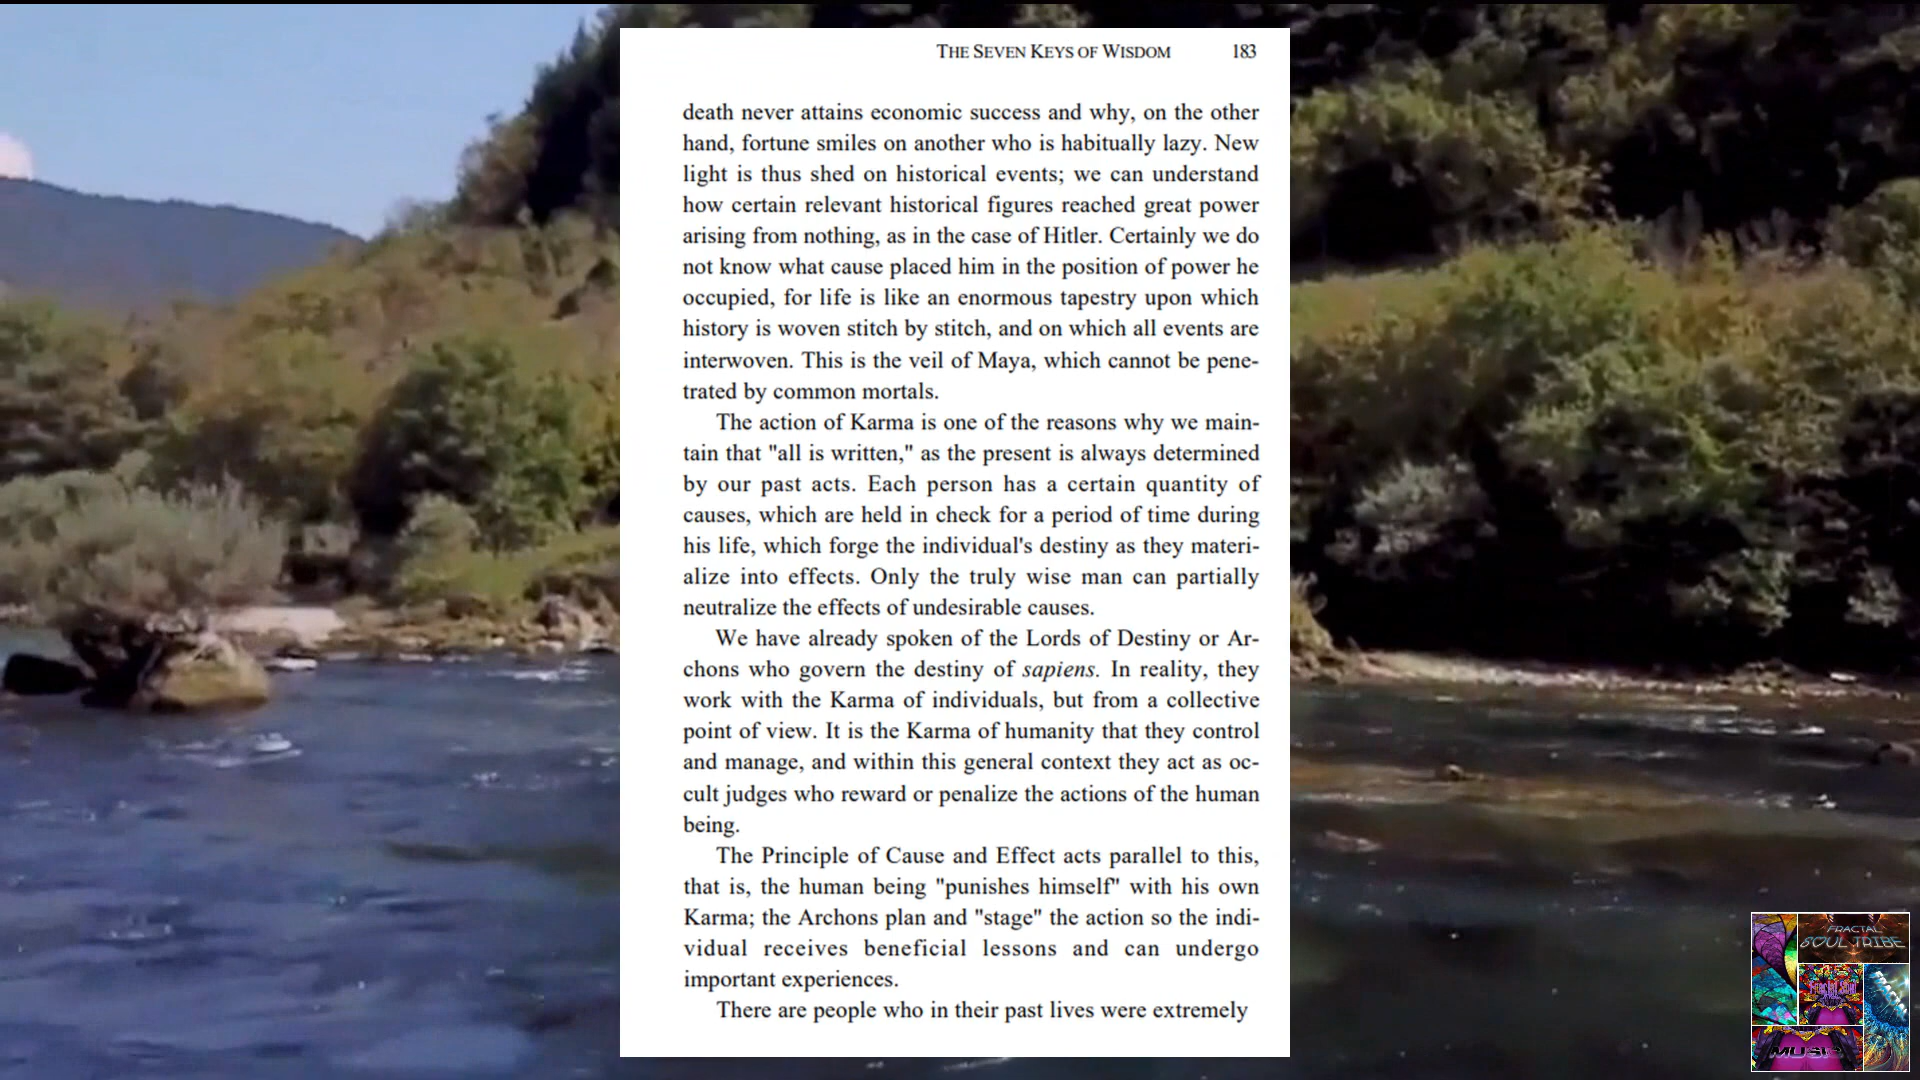 THE SEVEN KEYS OF WISDOM 183
death never attains economic success and why, on the other
hand, fortune smiles on another who is habitually lazy. New
light is thus shed on historical events; we can understand
how certain relevant historical figures reached great power
arising from nothing, as in the case of Hitler. Certainly we do
not know what cause placed him in the position of power he
occupied, for life is like an enormous tapestry upon which
history is woven stitch by stitch, and on which all events are
interwoven. This is the veil of Maya, which cannot be pene-
trated by common mortals.
The action of Karma is one of the reasons why we main-
tain that "all is written," as the present is always determined
by our past acts. Each person has a certain quantity of
causes, which are held in check for a period of time during
his life, which forge the individual's destiny as they materi-
alize into effects. Only the truly wise man can partially
neutralize the effects of undesirable causes.
We have already spoken of the Lords of Destiny or Ar-
chons who govern the destiny of sapiens. In reality, they
work with the Karma of individuals, but from a collective
point of view. It is the Karma of humanity that they control
and manage, and within this general context they act as oc-
cult judges who reward or penalize the actions of the human
being.
The Principle of Cause and Effect acts parallel to this,
that is, the human being "punishes himself" with his own
Karma; the Archons plan and "stage" the action so the indi-
vidual receives beneficial lessons and can undergo
important experiences.
There are people who in their past lives were extremely
FRACTAL
SOUL TRIBE
Fractal Soul
MUSIC